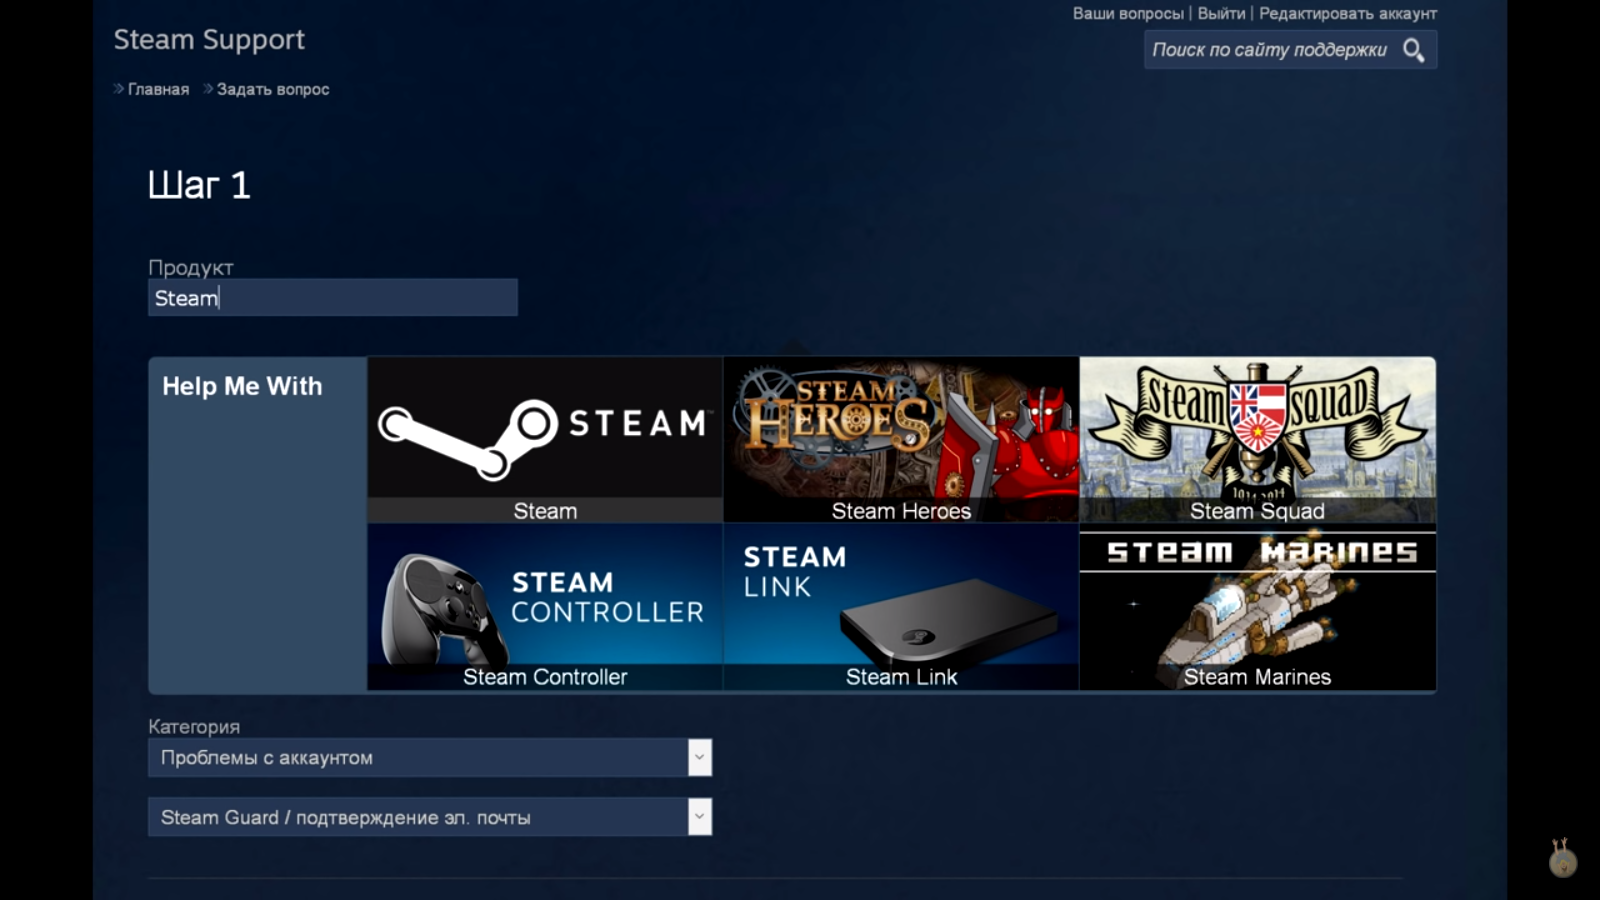 Ваши вопросы | Выйти | Редактировать аккаунт
Steam Support
Поиск по сайту поддержки
Главная
Задать вопрос
Шаг 1
Продукт
Steam
Help Me With
STEAM™
Steam
STEAM
HEROES
Steam Heroes
Steam Squad
1914-2014
Steam Squad
STEAM
CONTROLLER
Steam Controller
STEAM
LINK
Steam Link
STEAM MARINES
Steam Marines
Категория
Проблемы с аккаунтом
Steam Guard / подтверждение эл. почты